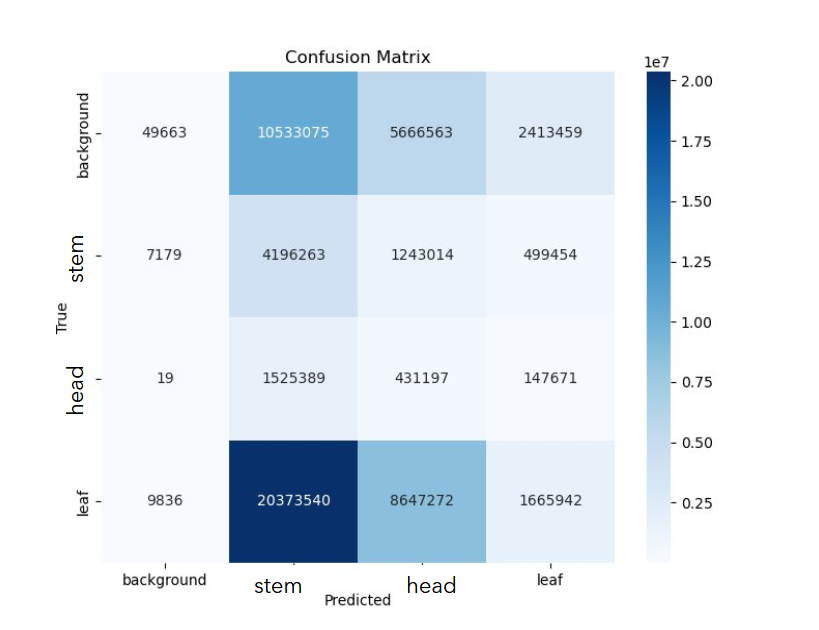 Confusion Matrix
1e7
background
49663 10533075 5666563 2413459
stem
7179 4196263 1243014 499454
True
head
19 1525389 431197 147671
leaf
9836 20373540 8647272 1665942
background stem head leaf
Predicted
2.00
1.75
1.50
1.25
1.00
0.75
0.50
0.25